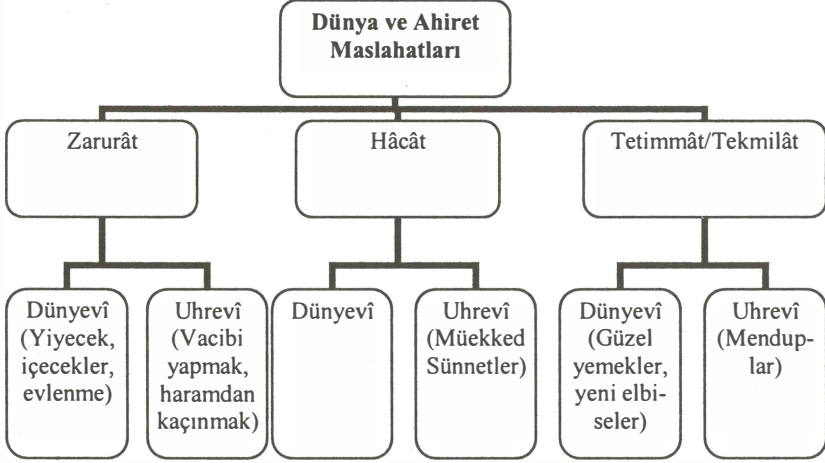 Dünya ve Ahiret
Maslahatları
Zarurât
Hâcât
Tetimmât/Tekmilât
Dünyevî
(Yiyecek,
içecekler,
evlenme)
Uhrevî
(Vacibi
yapmak,
haramdan
kaçınmak)
Dünyevî
Uhrevî
(Müekked
Sünnetler)
Dünyevî
(Güzel
yemekler,
yeni elbi-
seler)
Uhrevî
(Mendup-
lar)